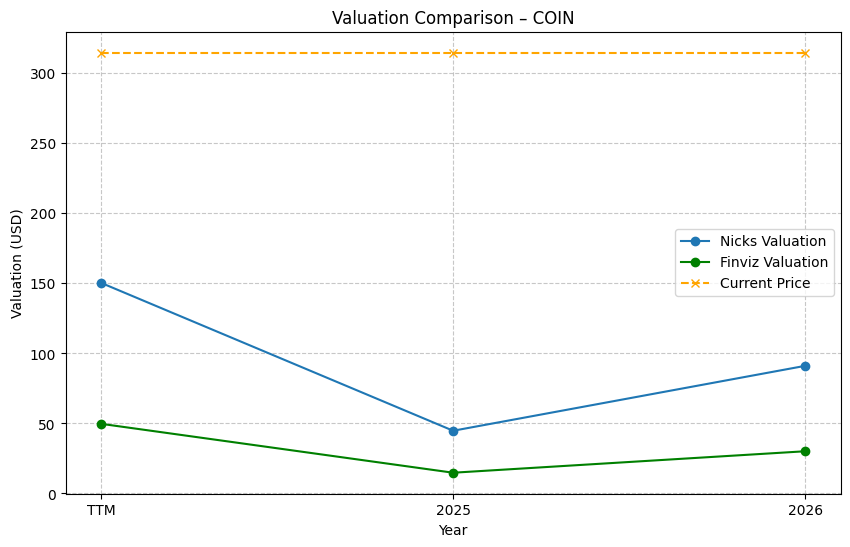 Valuation Comparison – COIN
Valuation (USD)
300
250
200
150
100
50
0
Nicks Valuation
Finviz Valuation
Current Price
TTM
2025
2026
Year